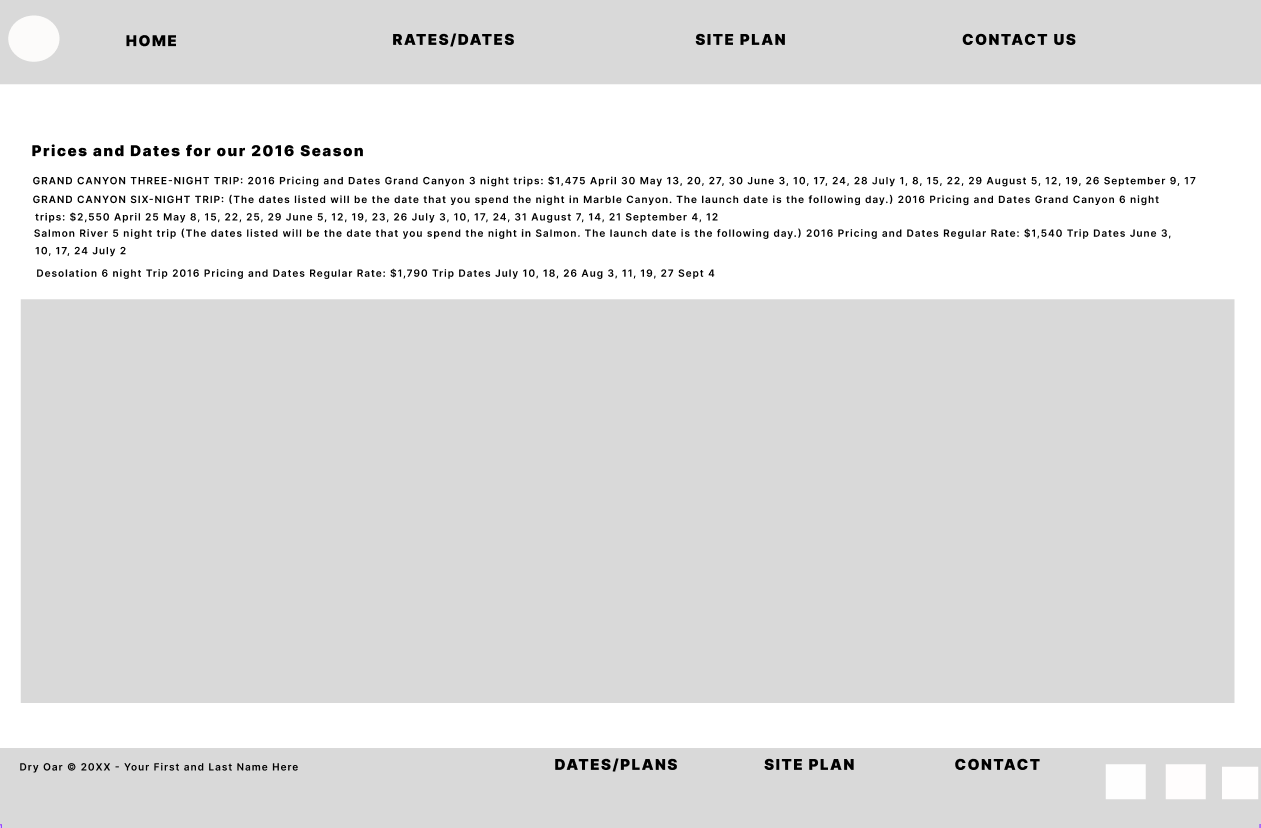 HOME RATES/DATES SITE PLAN CONTACT US
Prices and Dates for our 2016 Season
GRAND CANYON THREE-NIGHT TRIP: 2016 Pricing and Dates Grand Canyon 3 night trips: $1,475 April 30 May 13, 20, 27, 30 June 3, 10, 17, 24, 28 July 1, 8, 15, 22, 29 August 5, 12, 19, 26 September 9, 17
GRAND CANYON SIX-NIGHT TRIP: (The dates listed will be the date that you spend the night in Marble Canyon. The launch date is the following day.) 2016 Pricing and Dates Grand Canyon 6 night
trips: $2,550 April 25 May 8, 15, 22, 25, 29 June 5, 12, 19, 23, 26 July 3, 10, 17, 24, 31 August 7, 14, 21 September 4, 12
Salmon River 5 night trip (The dates listed will be the date that you spend the night in Salmon. The launch date is the following day.) 2016 Pricing and Dates Regular Rate: $1,540 Trip Dates June 3,
10, 17, 24 July 2
Desolation 6 night Trip 2016 Pricing and Dates Regular Rate: $1,790 Trip Dates July 10, 18, 26 Aug 3, 11, 19, 27 Sept 4
Dry Oar © 20XX - Your First and Last Name Here DATES/PLANS SITE PLAN CONTACT